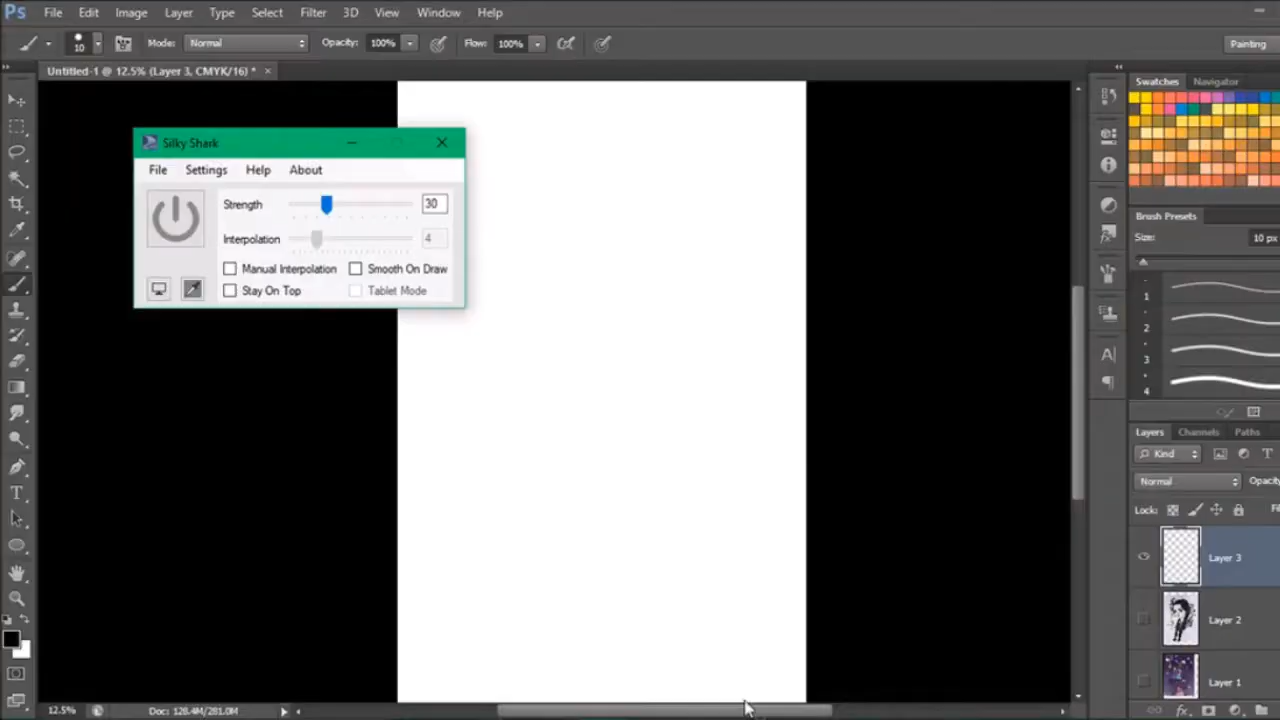 Ps File Edit Image Layer Type Select Filter 3D View Window Help
10 Mode: Normal Opacity: 100% Flow: 100% Painting
Untitled-1 @ 12.5% (Layer 3, CMYK/16) * ×
Swatches Navigator
Silky Shark
File Settings Help About
Strength 30
Interpolation 4
Manual Interpolation Smooth On Draw
Stay On Top Tablet Mode
Brush Presets
Size: 10 px
1
2
3
4
Layers Channels Paths
Kind
Normal Opacity
Lock:
Layer 3
Layer 2
Layer 1
12.5% Doc: 128.4M/281.0M